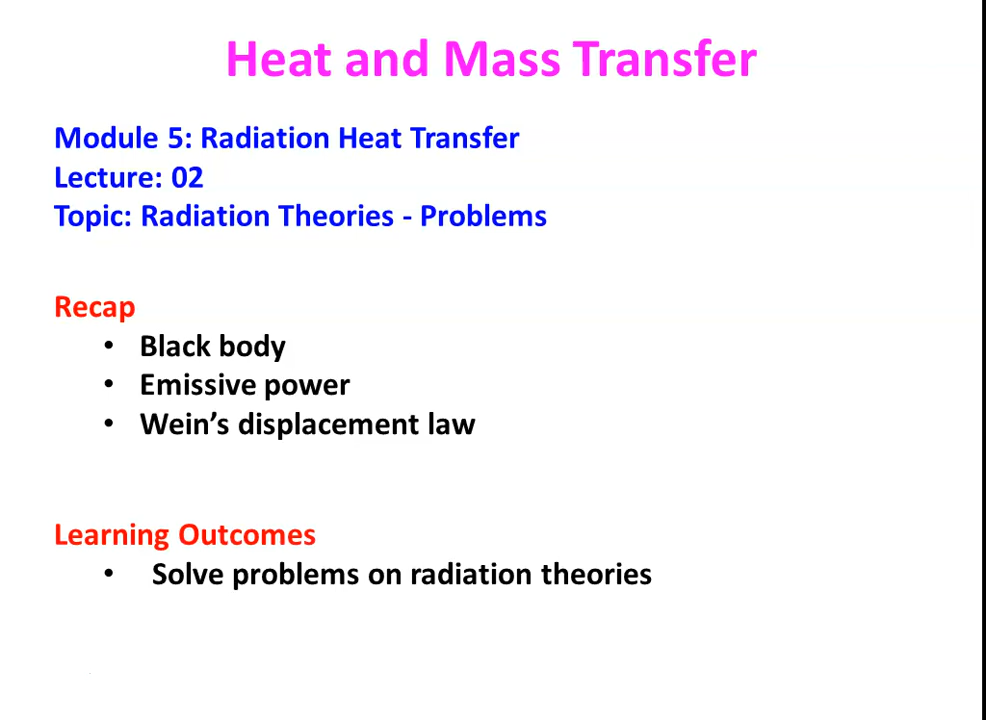 Heat and Mass Transfer
Module 5: Radiation Heat Transfer
Lecture: 02
Topic: Radiation Theories - Problems
Recap
• Black body
• Emissive power
• Wein’s displacement law
Learning Outcomes
• Solve problems on radiation theories